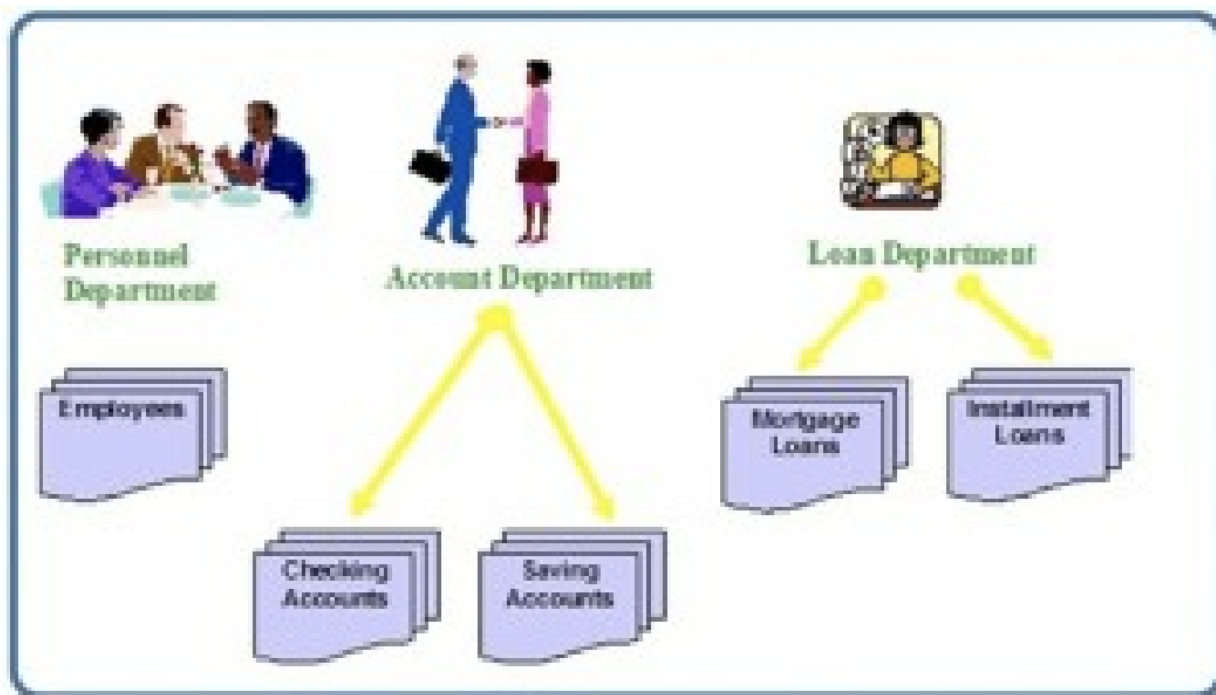 Personnel
Department
Account Department
Loan Department
Employees
Mortgage
Loans
Installment
Loans
Checking
Accounts
Saving
Accounts